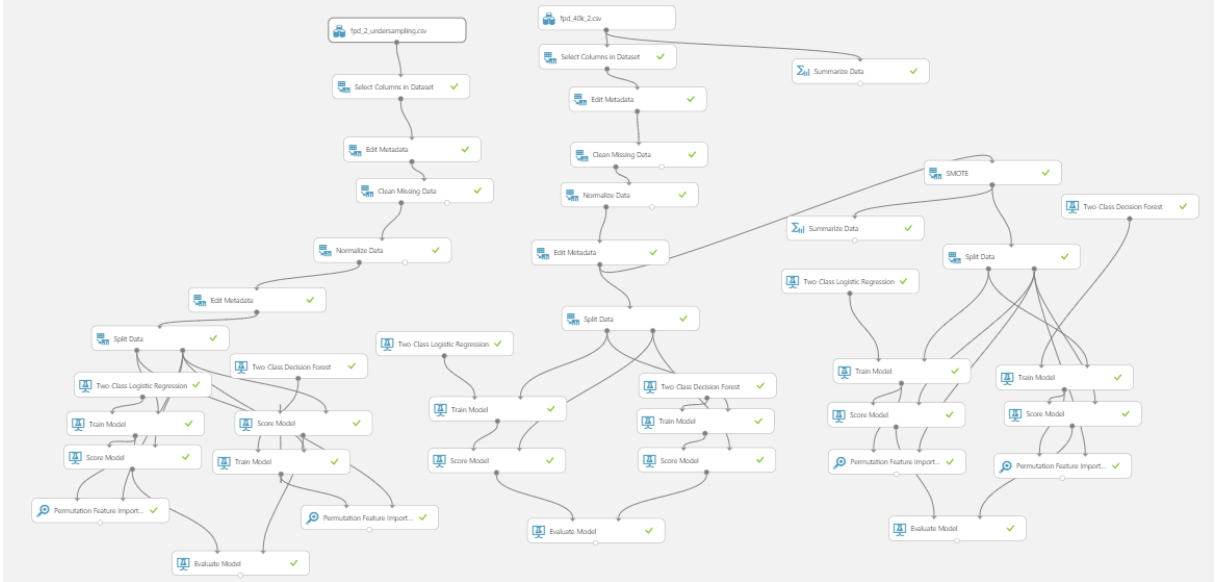 fpd_2_undersampling.csv
Select Columns in Dataset
Edit Metadata
Clean Missing Data
Normalize Data
Edit Metadata
Split Data
Two-Class Logistic Regression
Two-Class Decision Forest
Train Model
Score Model
Score Model
Train Model
Permutation Feature Import...
Permutation Feature Import...
Evaluate Model
fpd_40k_2.csv
Select Columns in Dataset
Summarize Data
Edit Metadata
Clean Missing Data
Normalize Data
Edit Metadata
Split Data
Two-Class Logistic Regression
Two-Class Decision Forest
Train Model
Train Model
Score Model
Score Model
Evaluate Model
SMOTE
Two-Class Decision Forest
Summarize Data
Split Data
Two-Class Logistic Regression
Train Model
Train Model
Score Model
Score Model
Permutation Feature Import...
Permutation Feature Import...
Evaluate Model